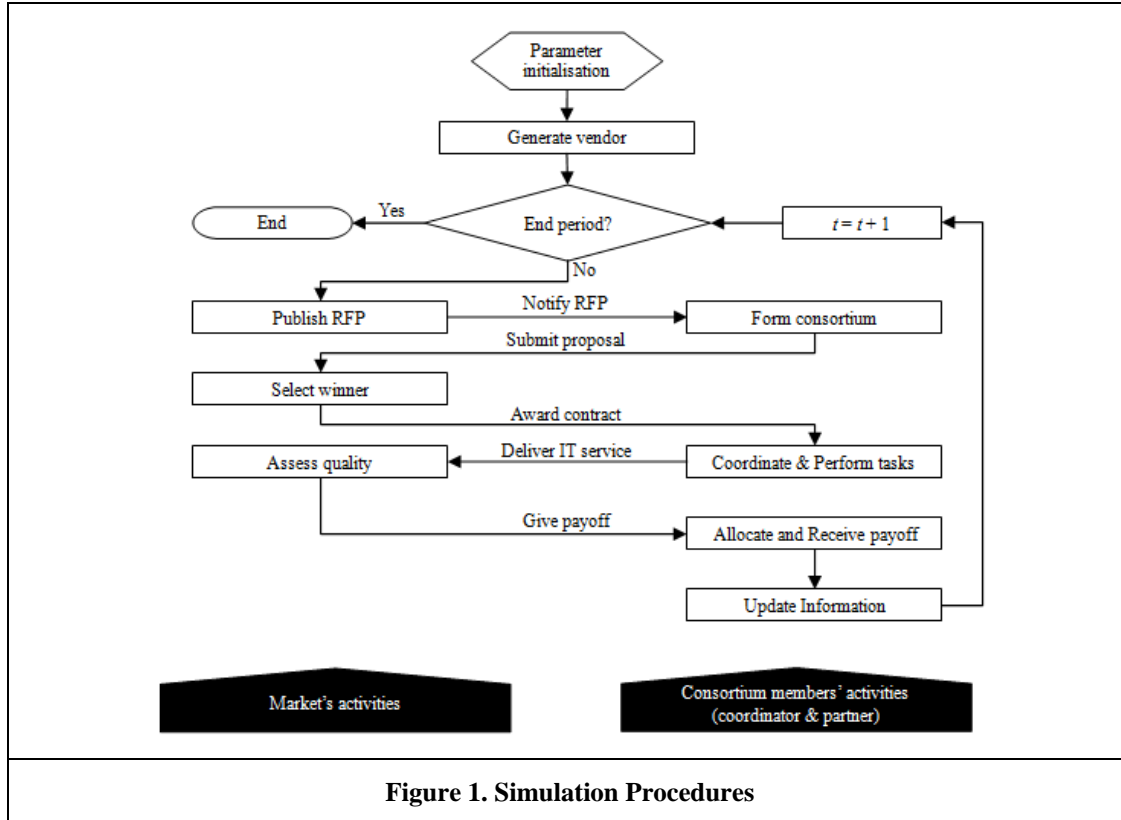 Parameter
initialisation
Generate vendor
Yes
End
End period?
t = t + 1
No
Publish RFP
Notify RFP
Form consortium
Submit proposal
Select winner
Award contract
Assess quality
Deliver IT service
Coordinate & Perform tasks
Give payoff
Allocate and Receive payoff
Update Information
Market's activities
Consortium members' activities
(coordinator & partner)
Figure 1. Simulation Procedures